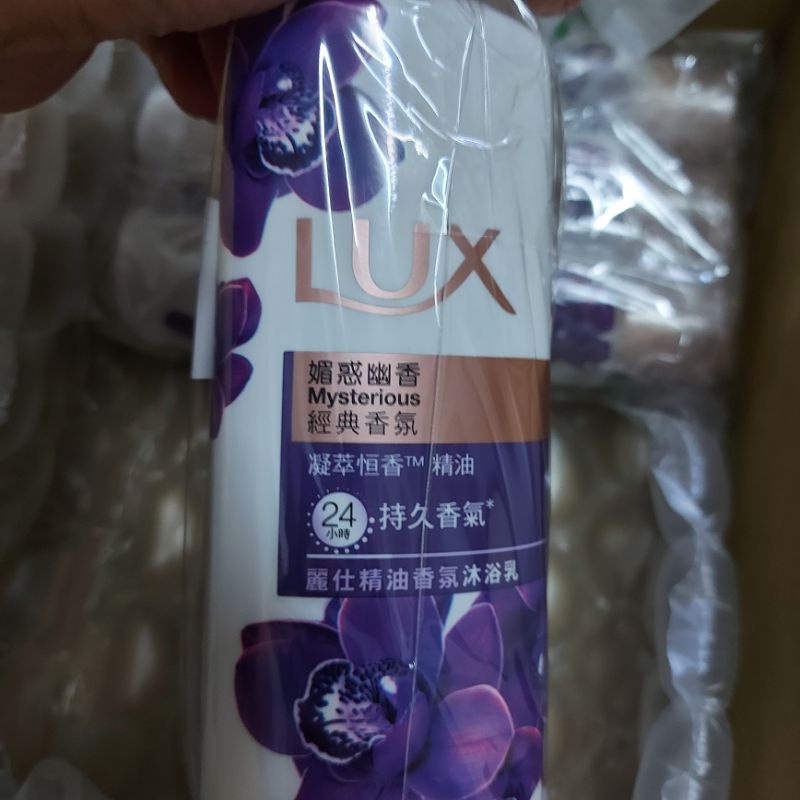 LUX
媚惑幽香
Mysterious
經典香氛
凝萃恒香™ 精油
24
小時
持久香氣*
麗仕精油香氛沐浴乳